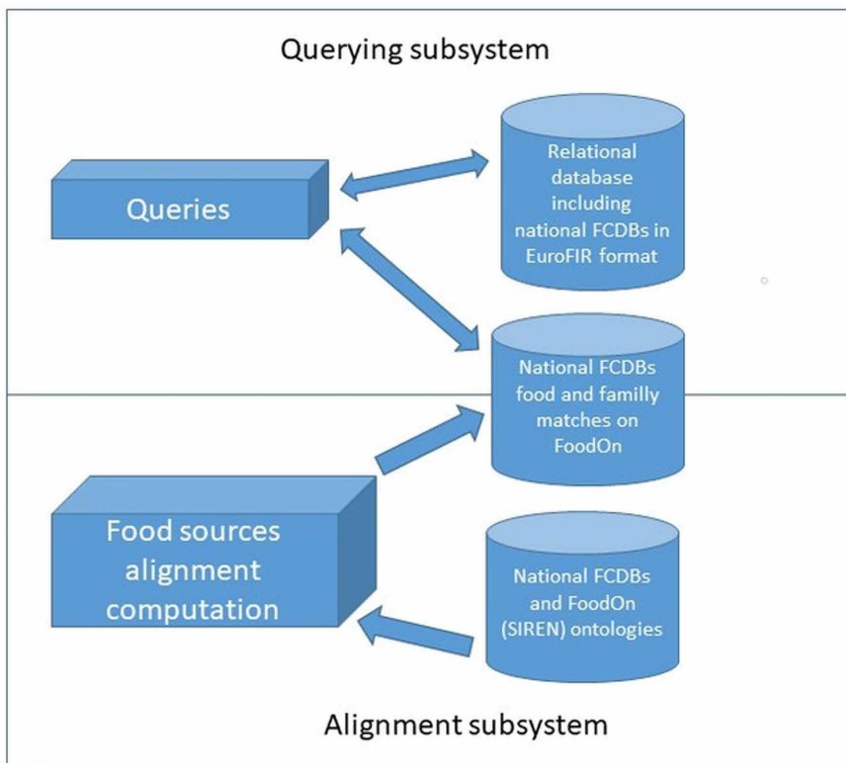 Querying subsystem
Queries
Relational
database
including
national FCDBs in
EuroFIR format
National FCDBs
food and familly
matches on
FoodOn
Food sources
alignment
computation
National FCDBs
and FoodOn
(SIREN) ontologies
Alignment subsystem